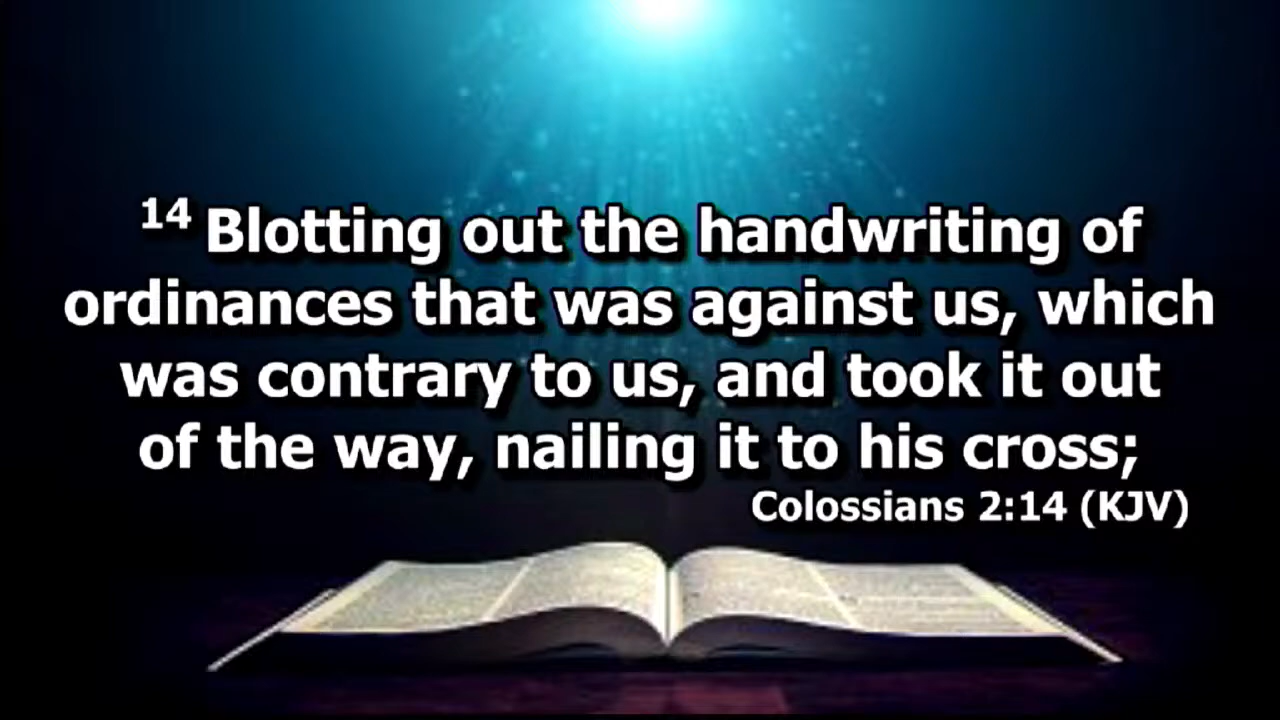 14 Blotting out the handwriting of
ordinances that was against us, which
was contrary to us, and took it out
of the way, nailing it to his cross;
Colossians 2:14 (KJV)